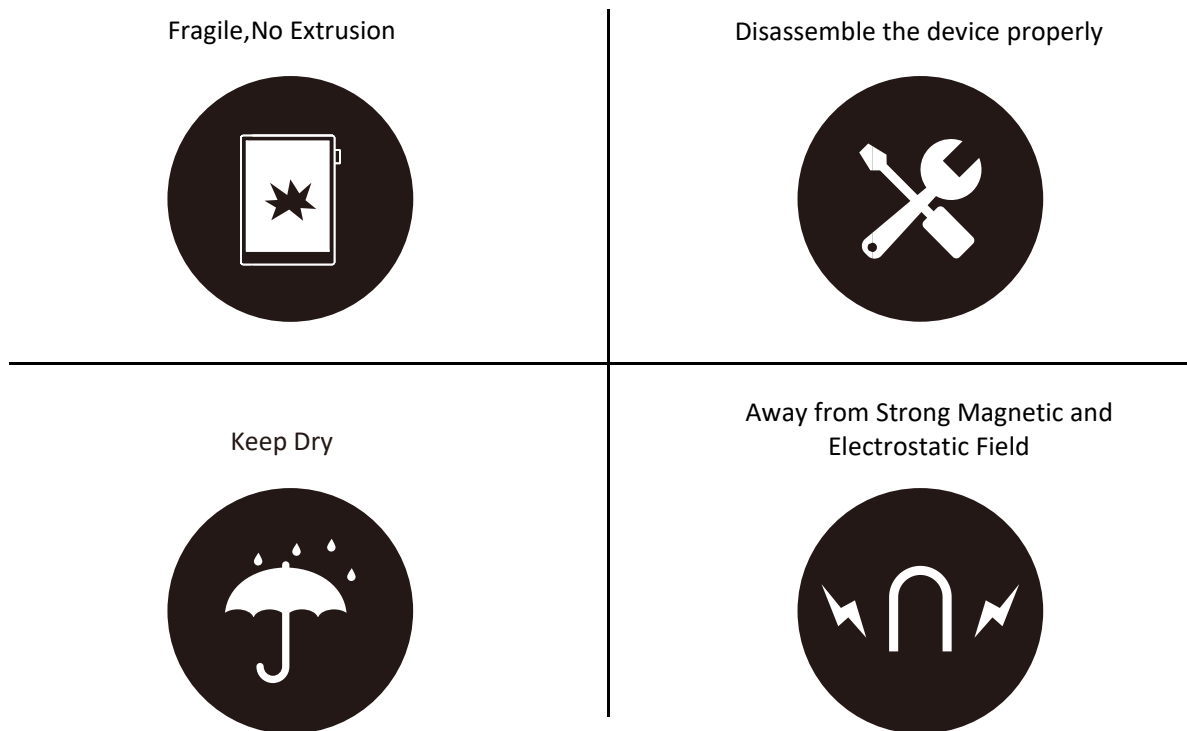 Fragile,No Extrusion
Disassemble the device properly
Keep Dry
Away from Strong Magnetic and
Electrostatic Field